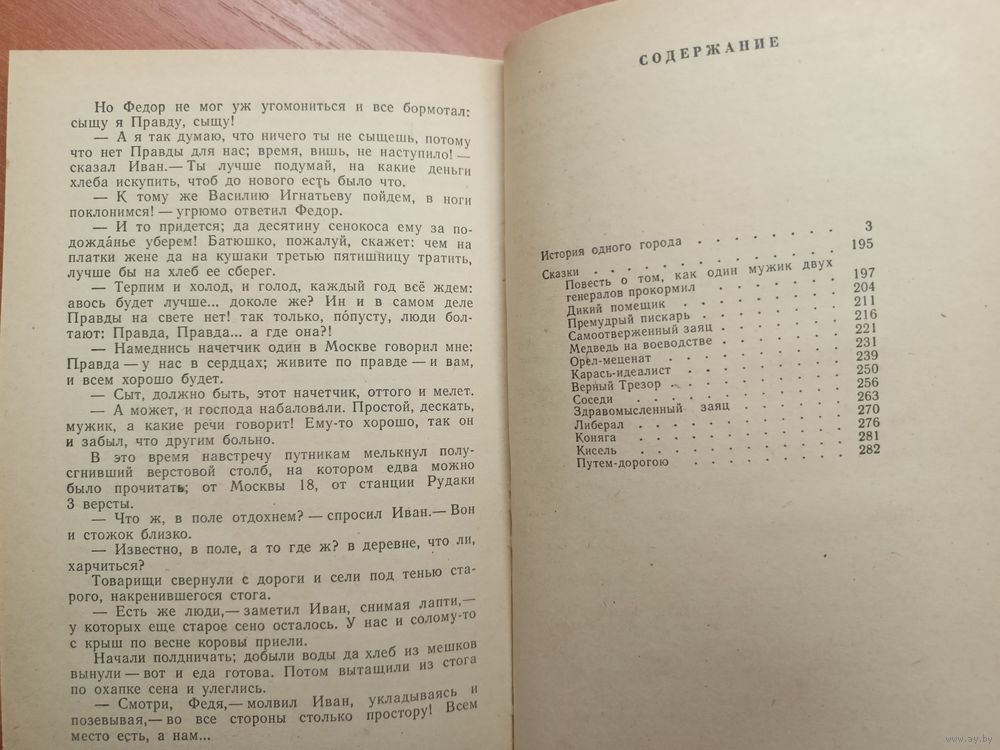 Но Федор не мог уж угомониться и все бормотал:
сыщу я Правду, сыщу!
— А я так думаю, что ничего ты не сыщешь, потому
что нет Правды для нас; время, вишь, не наступило! —
сказал Иван.— Ты лучше подумай, на какие деньги
хлеба искупить, чтоб до нового есть было что.
— К тому же Василию Игнатьеву пойдем, в ноги
поклонимся! — угрюмо ответил Федор.
— И то придется; да десятину сенокоса ему за по-
дожда́нье уберем! Батюшко, пожалуй, скажет: чем на
платки жене да на кушаки третью пятишницу тратить,
лучше бы на хлеб ее сберег.
— Терпим и холод, и голод, каждый год все ждем:
авось будет лучше... доколе же? Ин и в самом деле
Правды на свете нет! так только, по́пусту, люди бол-
тают: Правда, Правда... а где она?!
— Намеднись начетчик один в Москве говорил мне:
Правда — у нас в сердцах; живите по правде — и вам,
и всем хорошо будет.
— Сыт, должно быть, этот начетчик, оттого и мелет.
— А может, и господа набаловали. Простой, дескать,
мужик, а какие речи говорит! Ему-то хорошо, так он
и забыл, что другим больно.
В это время навстречу путникам мелькнул полу-
сгнивший верстовой столб, на котором едва можно
было прочитать: от Москвы 18, от станции Рудаки
3 версты.
— Что ж, в поле отдохнем? — спросил Иван.— Вон
и стожок близко.
— Известно, в поле, а то где ж? в деревне, что ли,
харчиться?
Товарищи свернули с дороги и сели под тенью ста-
рого, накренившегося стога.
— Есть же люди,— заметил Иван, снимая лапти,—
у которых еще старое сено осталось. У нас и солому-то
с крыш по весне коровы приели.
Начали полдничать; добыли воды да хлеб из мешков
вынули — вот и еда готова. Потом вытащили из стога
по охапке сена и улеглись.
— Смотри, Федя,— молвил Иван, укладываясь и
позевывая,— во все стороны столько простору! Всем
место есть, а нам...
СОДЕРЖАНИЕ
История одного города . . . . . . . . 3
Сказки . . . . . . . . . . . . . 195
Повесть о том, как один мужик двух
генералов прокормил . . . . . . . 197
Дикий помещик . . . . . . . . . 204
Премудрый пискарь . . . . . . . . 211
Самоотверженный заяц . . . . . . . 216
Медведь на воеводстве . . . . . . . 221
Орел-меценат . . . . . . . . . 231
Карась-идеалист . . . . . . . . . 239
Верный Трезор . . . . . . . . . 250
Соседи . . . . . . . . . . . 256
Здравомысленный заяц . . . . . . . 263
Либерал . . . . . . . . . . . 270
Коняга . . . . . . . . . . . 276
Кисель . . . . . . . . . . . 281
Путем-дорогою . . . . . . . . . 282
www.ay.by